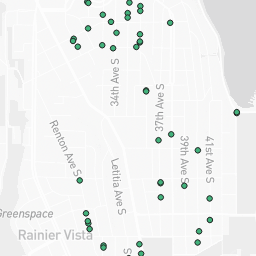 34th Ave S
37th Ave S
Renton Ave S
Letitia Ave S
39th Ave S
41st Ave S
Greenspace
Rainier Vista
S